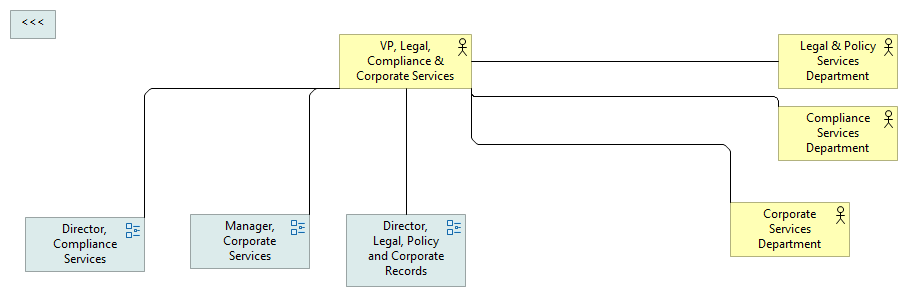 <<<
VP, Legal,
Compliance &
Corporate Services
Legal & Policy
Services
Department
Compliance
Services
Department
Corporate
Services
Department
Director,
Compliance
Services
Manager,
Corporate
Services
Director,
Legal, Policy
and Corporate
Records